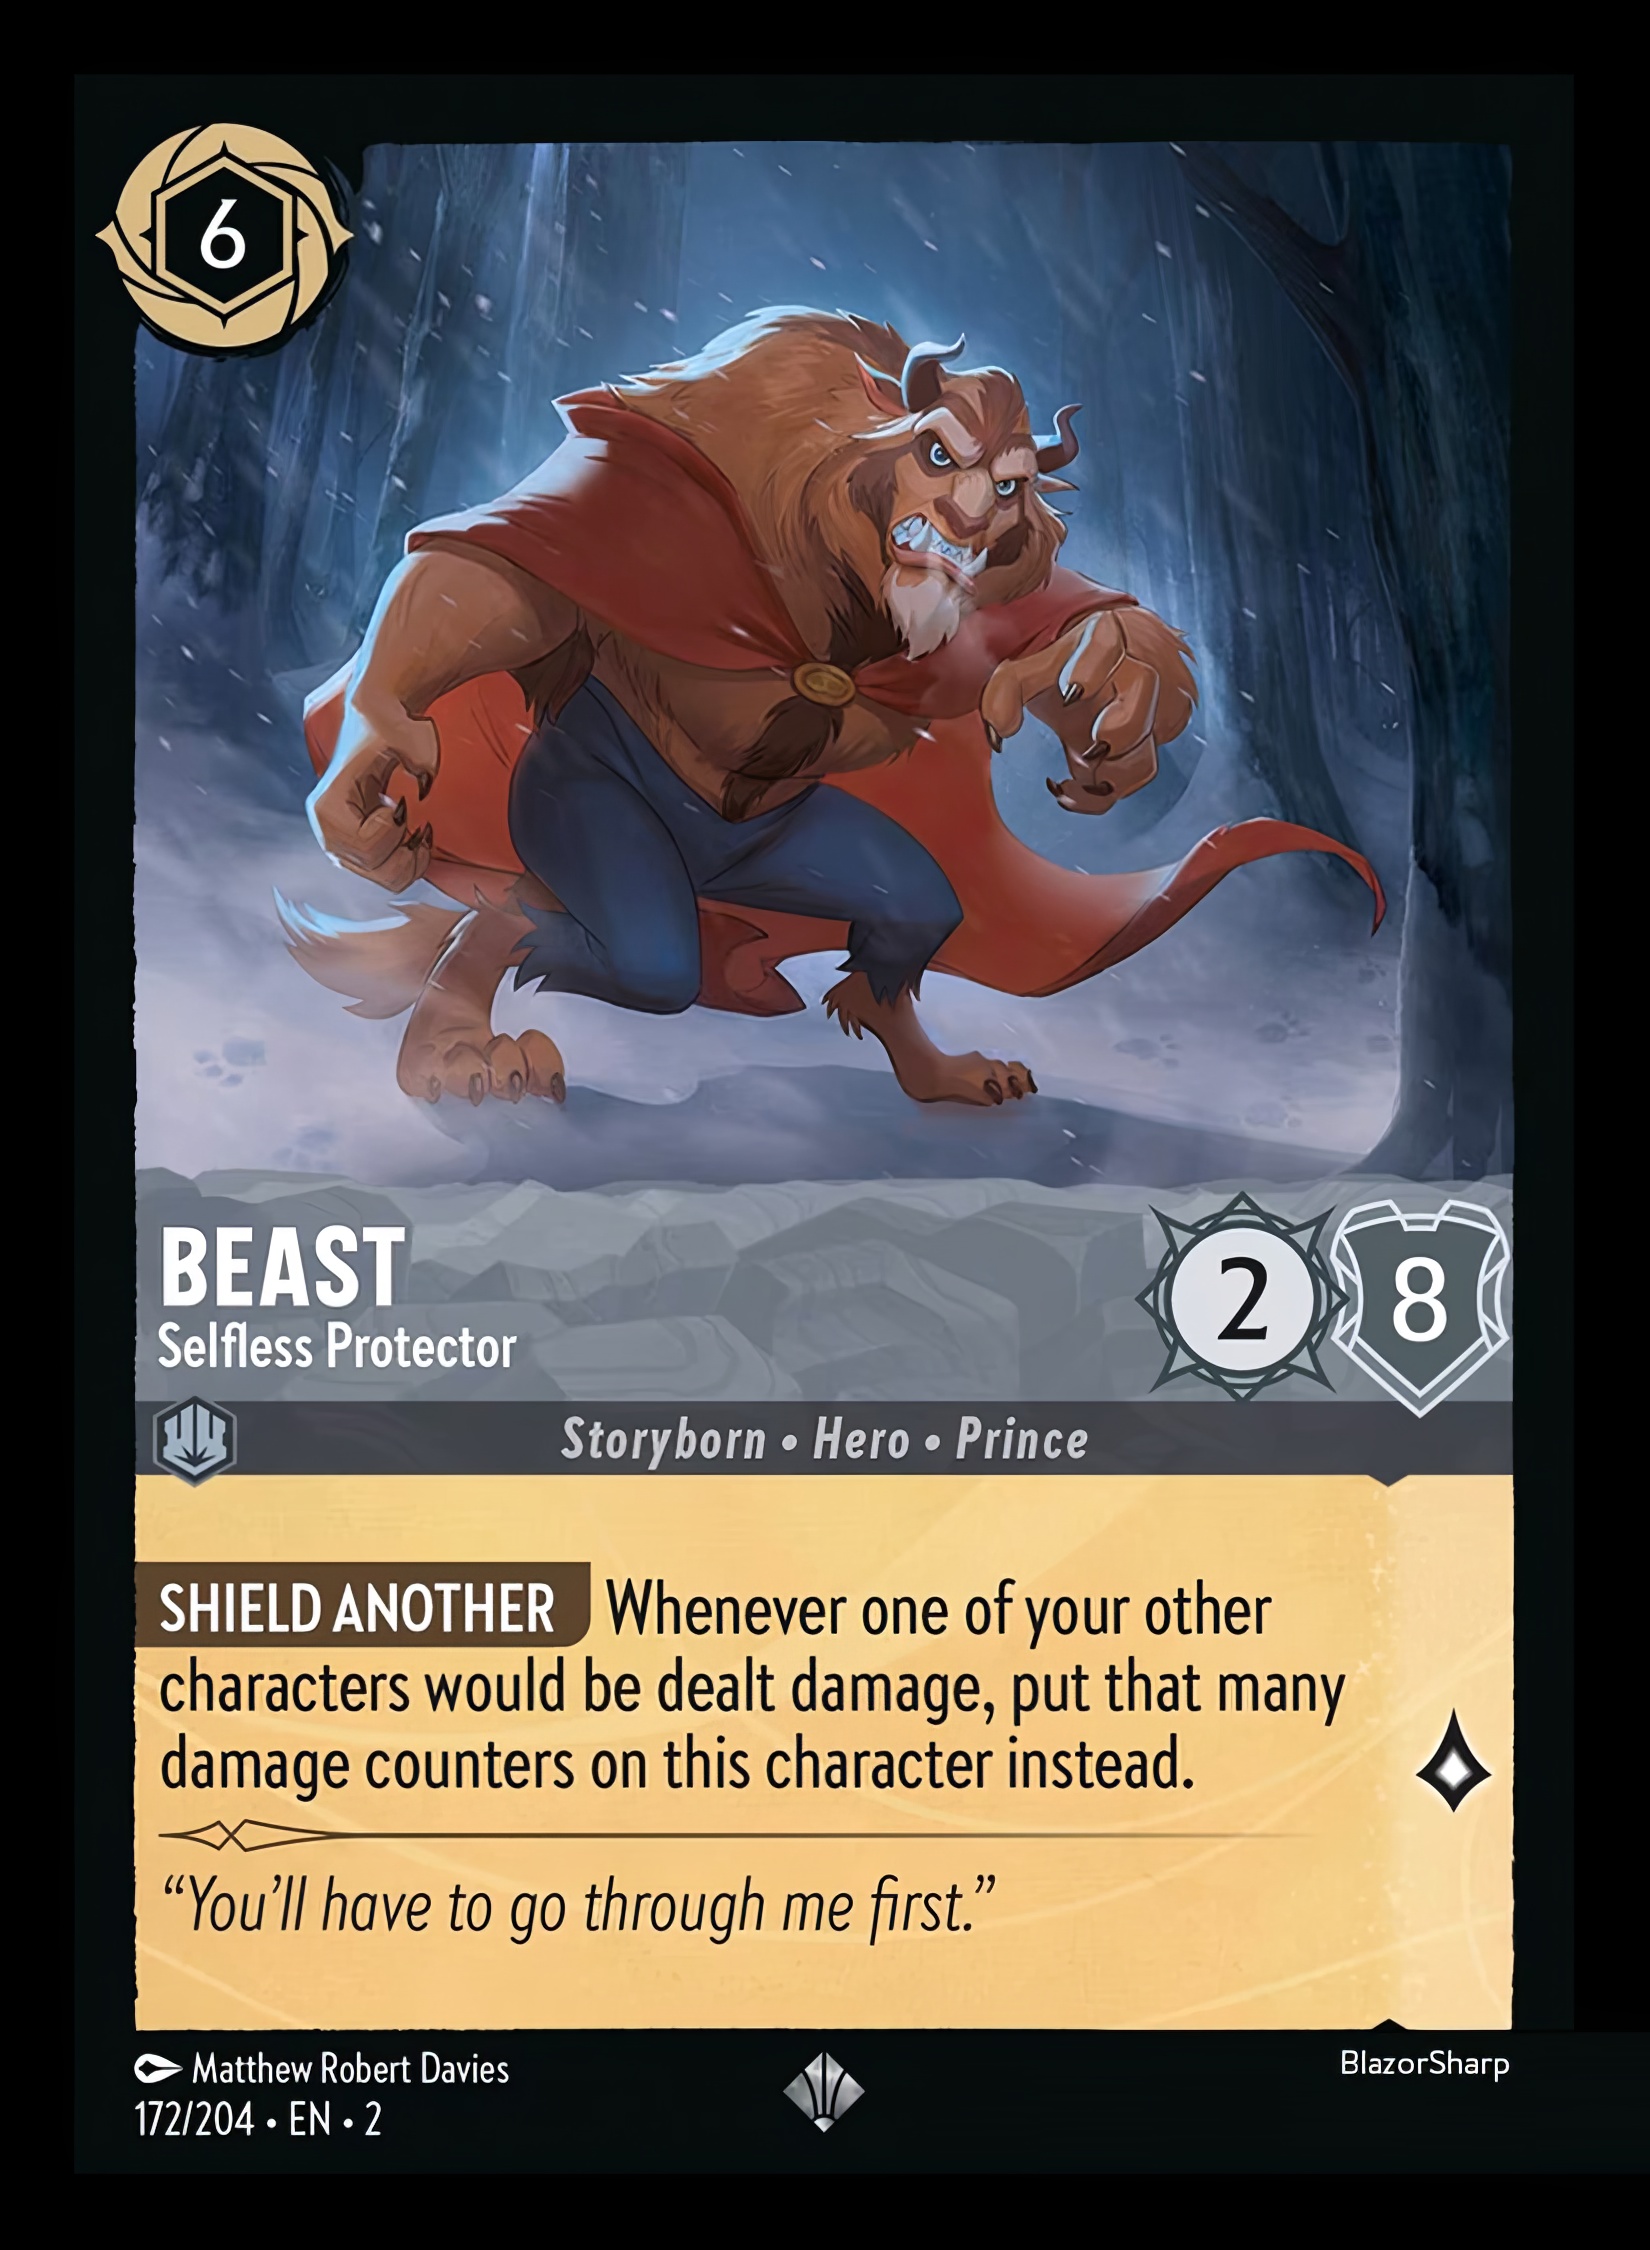 6
BEAST
Selfless Protector
2
8
Storyborn • Hero • Prince
SHIELD ANOTHER Whenever one of your other
characters would be dealt damage, put that many
damage counters on this character instead.
“You’ll have to go through me first.”
Matthew Robert Davies
172/204 • EN • 2
BlazorSharp